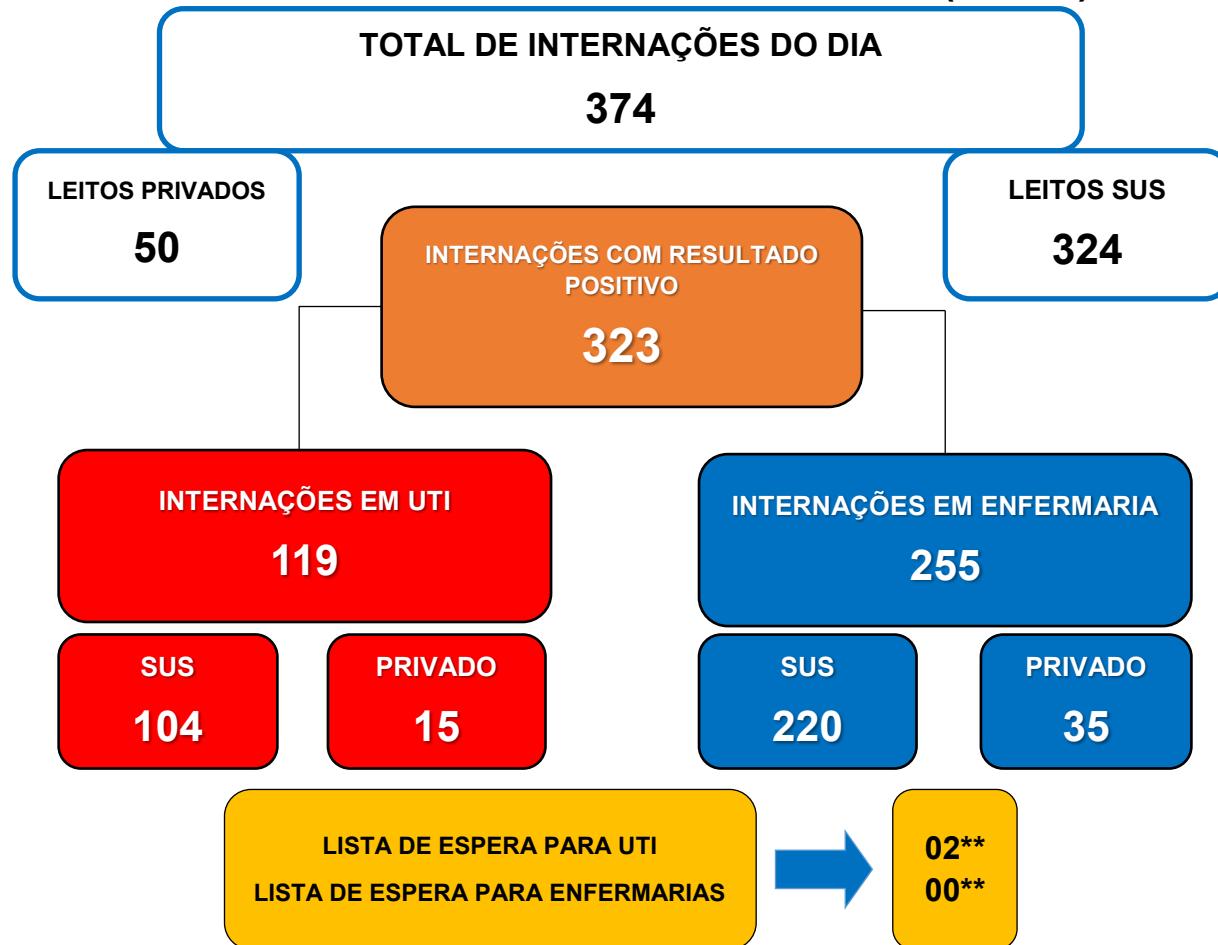 TOTAL DE INTERNAÇÕES DO DIA
374
LEITOS PRIVADOS
50
LEITOS SUS
324
INTERNAÇÕES COM RESULTADO
POSITIVO
323
INTERNAÇÕES EM UTI
119
INTERNAÇÕES EM ENFERMARIA
255
SUS
104
PRIVADO
15
SUS
220
PRIVADO
35
LISTA DE ESPERA PARA UTI
LISTA DE ESPERA PARA ENFERMARIAS
02**
00**